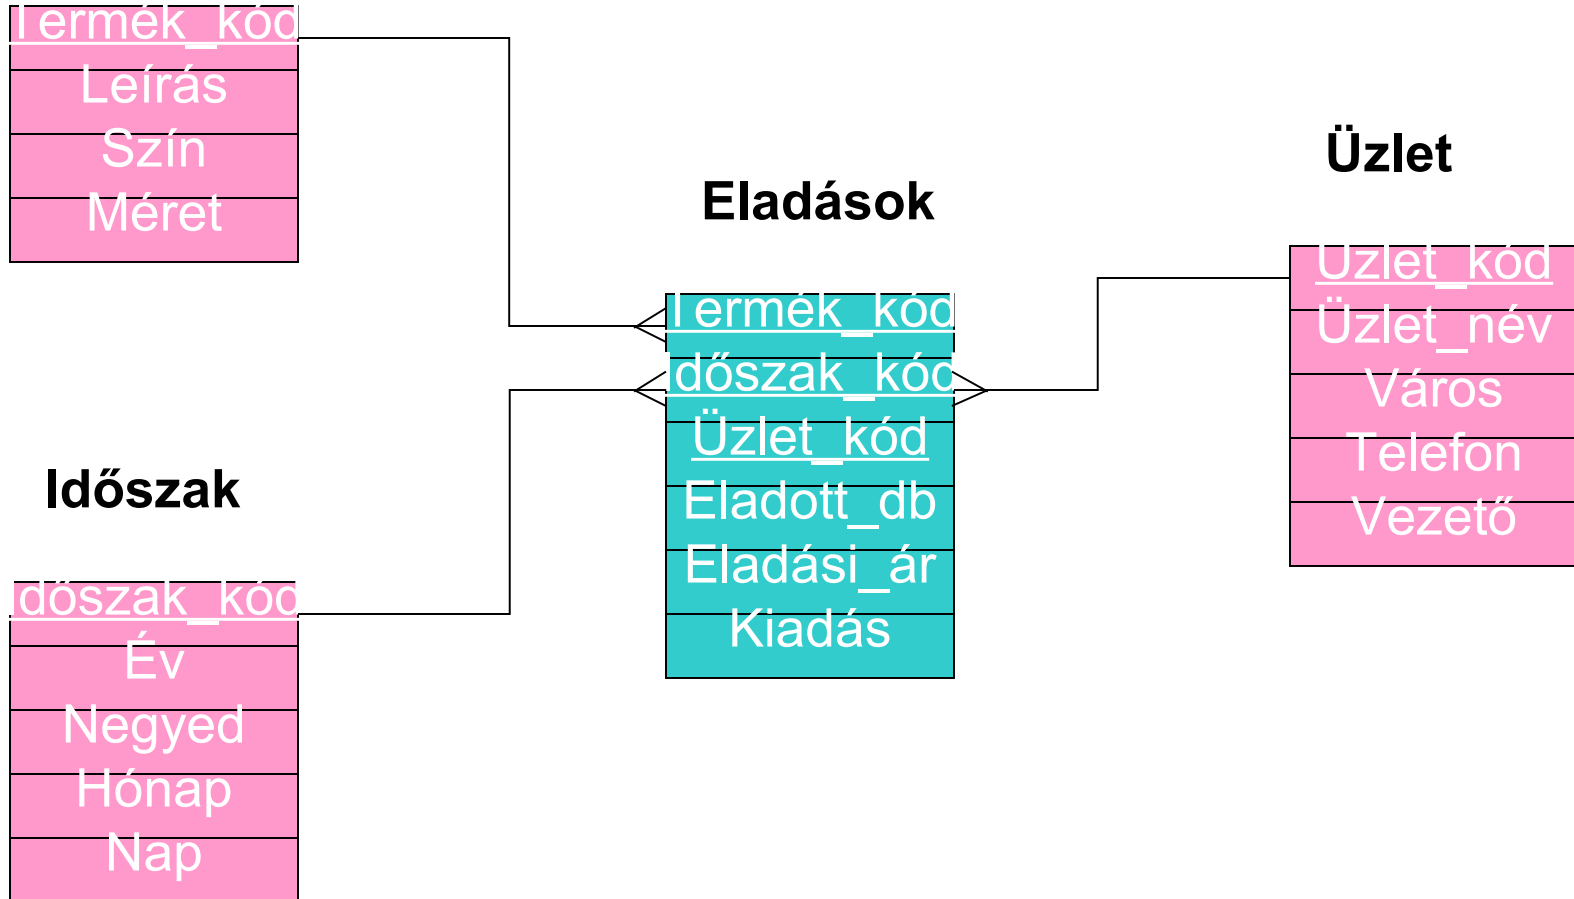 Termék_kód
Leírás
Szín
Méret
Időszak
Időszak_kód
Év
Negyed
Hónap
Nap
Eladások
Termék_kód
Időszak_kód
Üzlet_kód
Eladott_db
Eladási_ár
Kiadás
Üzlet
Üzlet_kód
Üzlet_név
Város
Telefon
Vezető